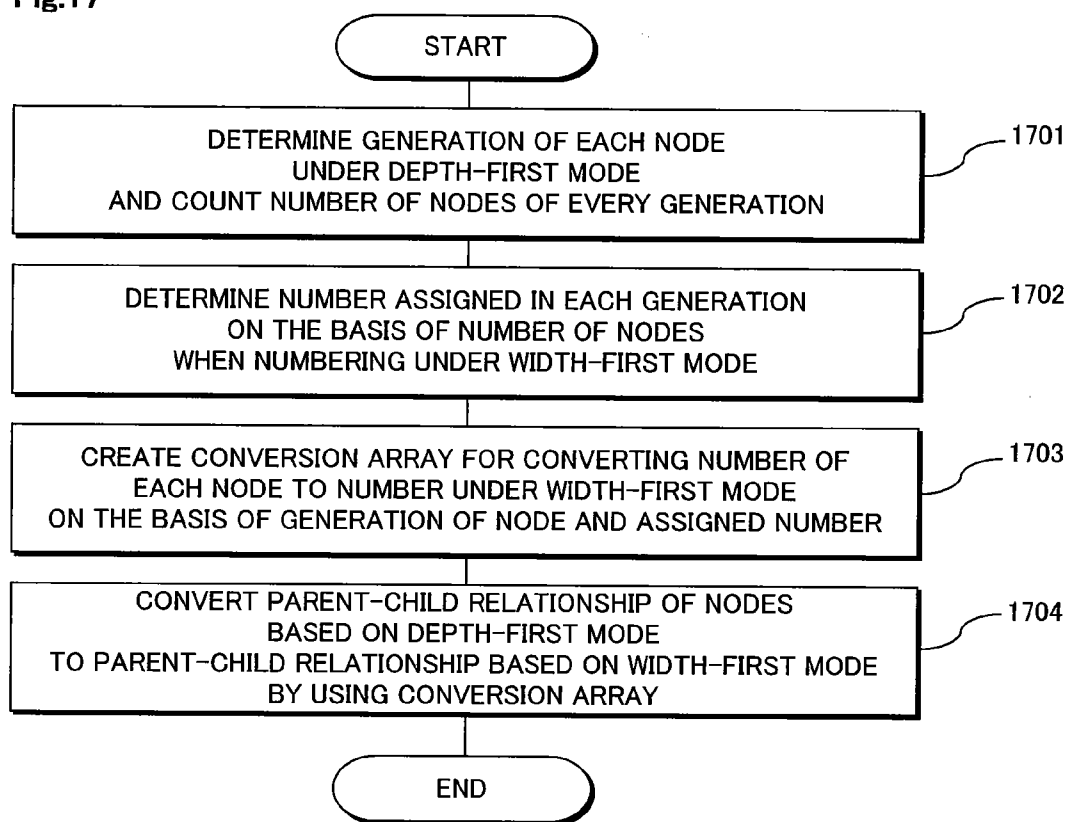 Fig.17
START
DETERMINE GENERATION OF EACH NODE
UNDER DEPTH-FIRST MODE
AND COUNT NUMBER OF NODES OF EVERY GENERATION
1701
DETERMINE NUMBER ASSIGNED IN EACH GENERATION
ON THE BASIS OF NUMBER OF NODES
WHEN NUMBERING UNDER WIDTH-FIRST MODE
1702
CREATE CONVERSION ARRAY FOR CONVERTING NUMBER OF
EACH NODE TO NUMBER UNDER WIDTH-FIRST MODE
ON THE BASIS OF GENERATION OF NODE AND ASSIGNED NUMBER
1703
CONVERT PARENT-CHILD RELATIONSHIP OF NODES
BASED ON DEPTH-FIRST MODE
TO PARENT-CHILD RELATIONSHIP BASED ON WIDTH-FIRST MODE
BY USING CONVERSION ARRAY
1704
END